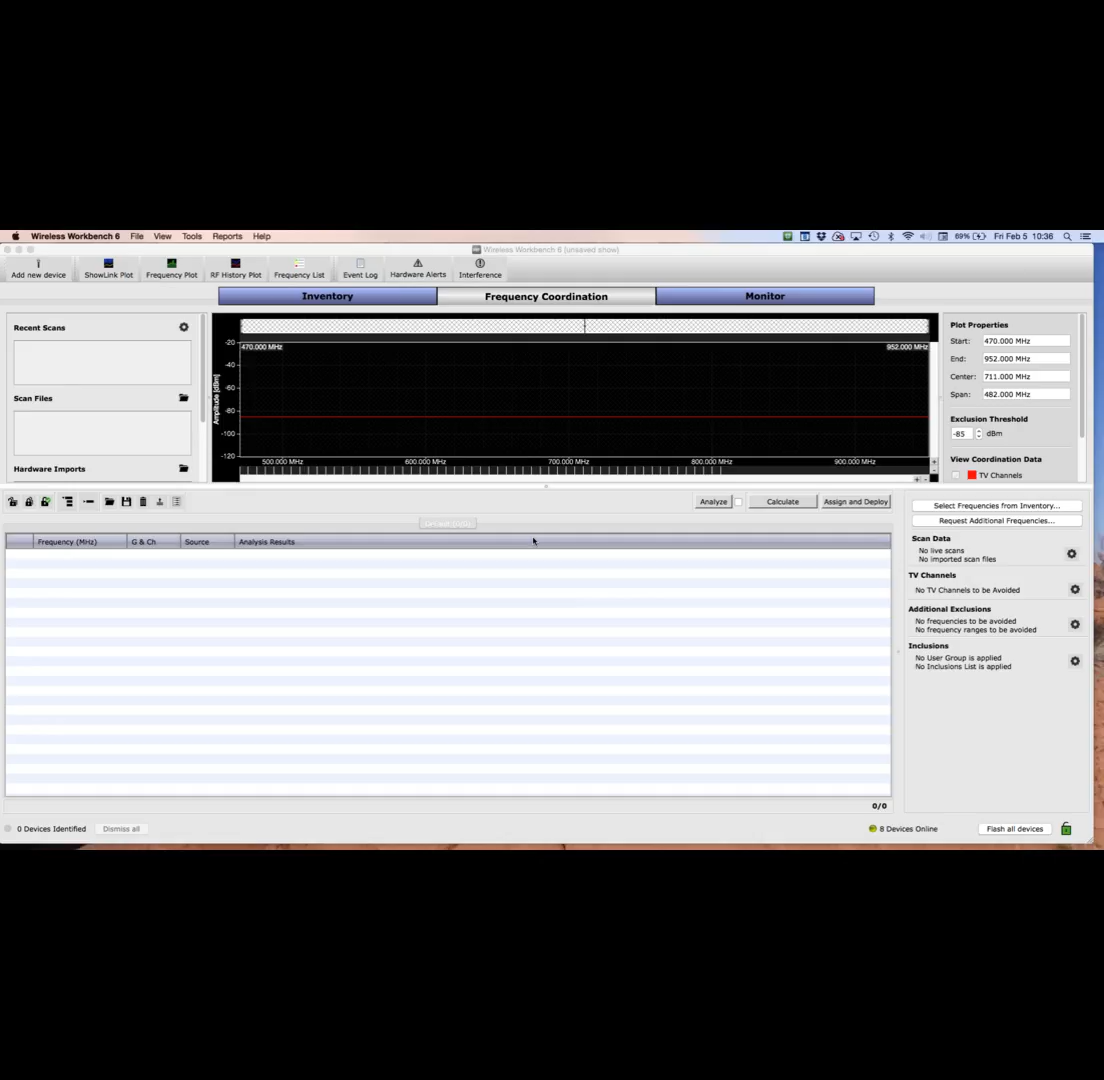 Wireless Workbench 6 File View Tools Reports Help 69% Fri Feb 5 10:36
Wireless Workbench 6 [unsaved show]
Add new device ShowLink Plot Frequency Plot RF History Plot Frequency List Event Log Hardware Alerts Interference
Inventory Frequency Coordination Monitor
Recent Scans
Scan Files
Hardware Imports
470.000 MHz 952.000 MHz
Amplitude [dBm]
-20
-40
-60
-80
-100
-120
500.000 MHz 600.000 MHz 700.000 MHz 800.000 MHz 900.000 MHz
Plot Properties
Start: 470.000 MHz
End: 952.000 MHz
Center: 711.000 MHz
Span: 482.000 MHz
Exclusion Threshold
-85 dBm
View Coordination Data
TV Channels
Analyze Calculate Assign and Deploy
Frequency (MHz) G & Ch Source Analysis Results
0/0
Select Frequencies from Inventory...
Request Additional Frequencies...
Scan Data
No live scans
No imported scan files
TV Channels
No TV Channels to be Avoided
Additional Exclusions
No frequencies to be avoided
No frequency ranges to be avoided
Inclusions
No User Group is applied
No Inclusions List is applied
0 Devices Identified Dismiss all 8 Devices Online Flash all devices